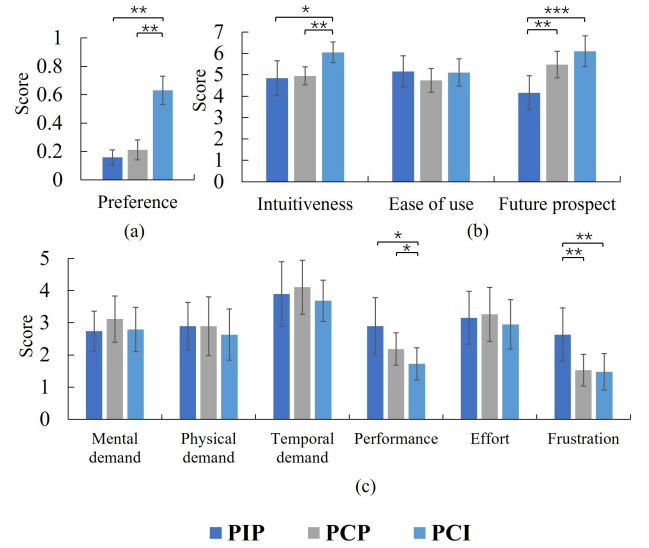 **
**
1
0.8
0.6
0.4
0.2
0
Score
Preference
(a)
*
**
***
**
7
6
5
4
3
2
1
0
Score
Intuitiveness Ease of use Future prospect
(b)
*
*
**
**
5
4
3
2
1
0
Score
Mental demand
Physical demand
Temporal demand
Performance
Effort
Frustration
(c)
PIP PCP PCI